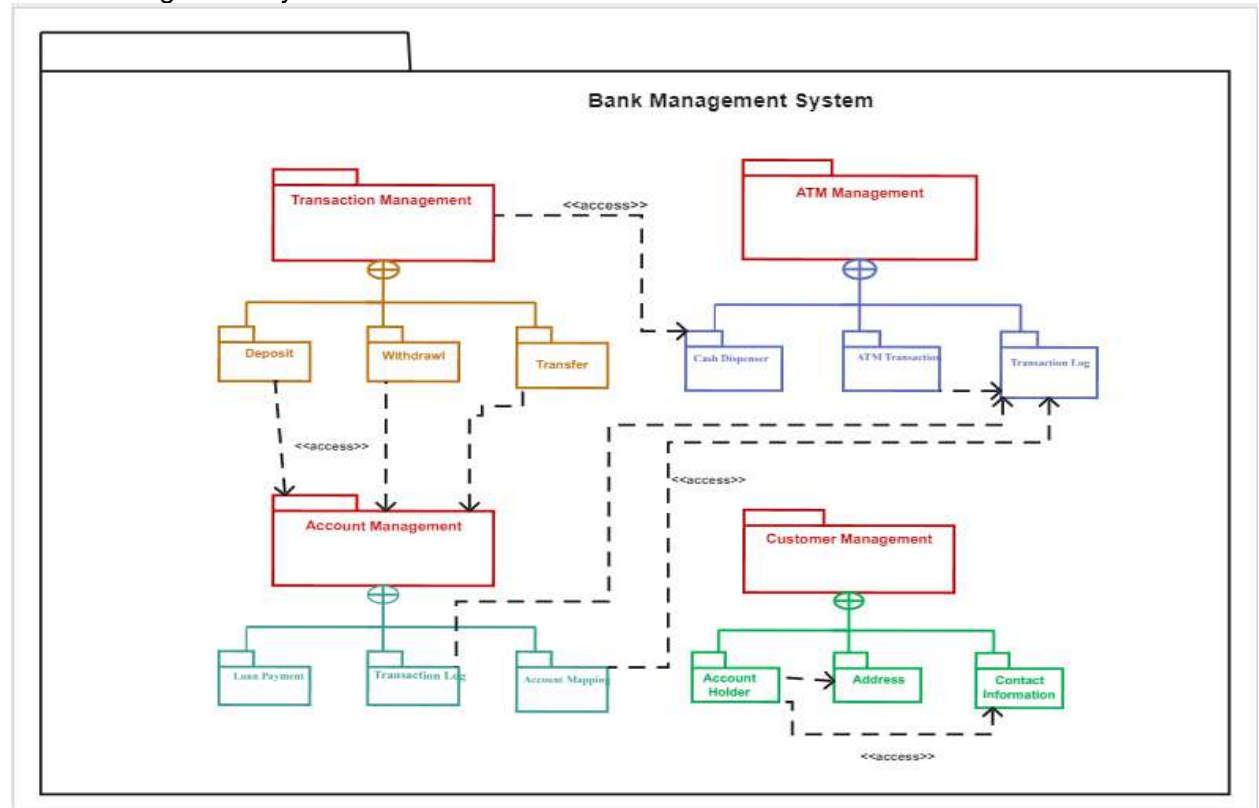 Bank Management System
Transaction Management
<<access>>
ATM Management
Deposit
Withdrawl
Transfer
Cash Dispenser
ATM Transaction
Transaction Log
<<access>>
<<access>>
Account Management
Customer Management
Loan Payment
Transaction Log
Account Mapping
Account
Holder
Address
Contact
Information
<<access>>